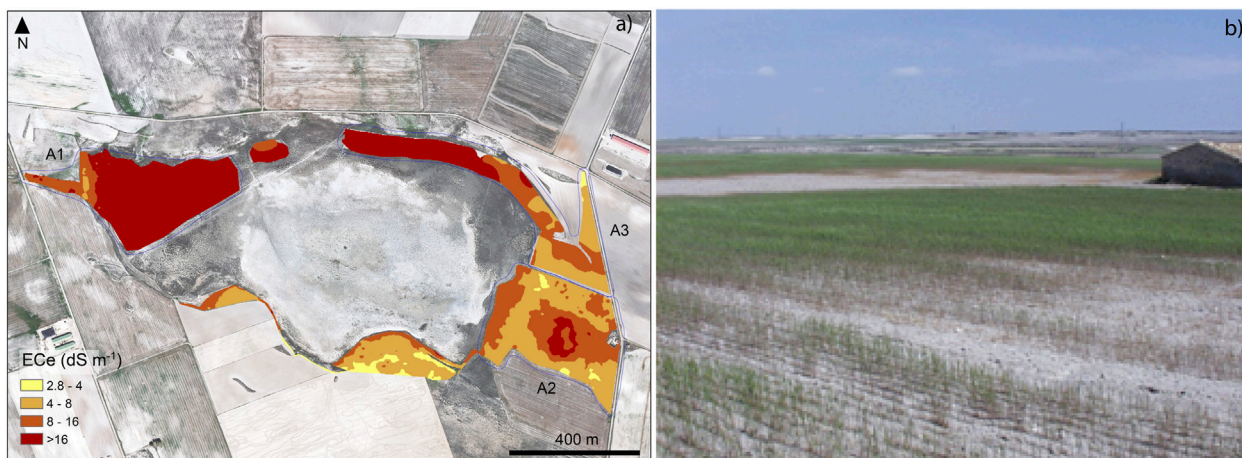 a)
b)
N
A1
A3
A2
ECe (dS m⁻¹)
2.8 - 4
4 - 8
8 - 16
>16
400 m